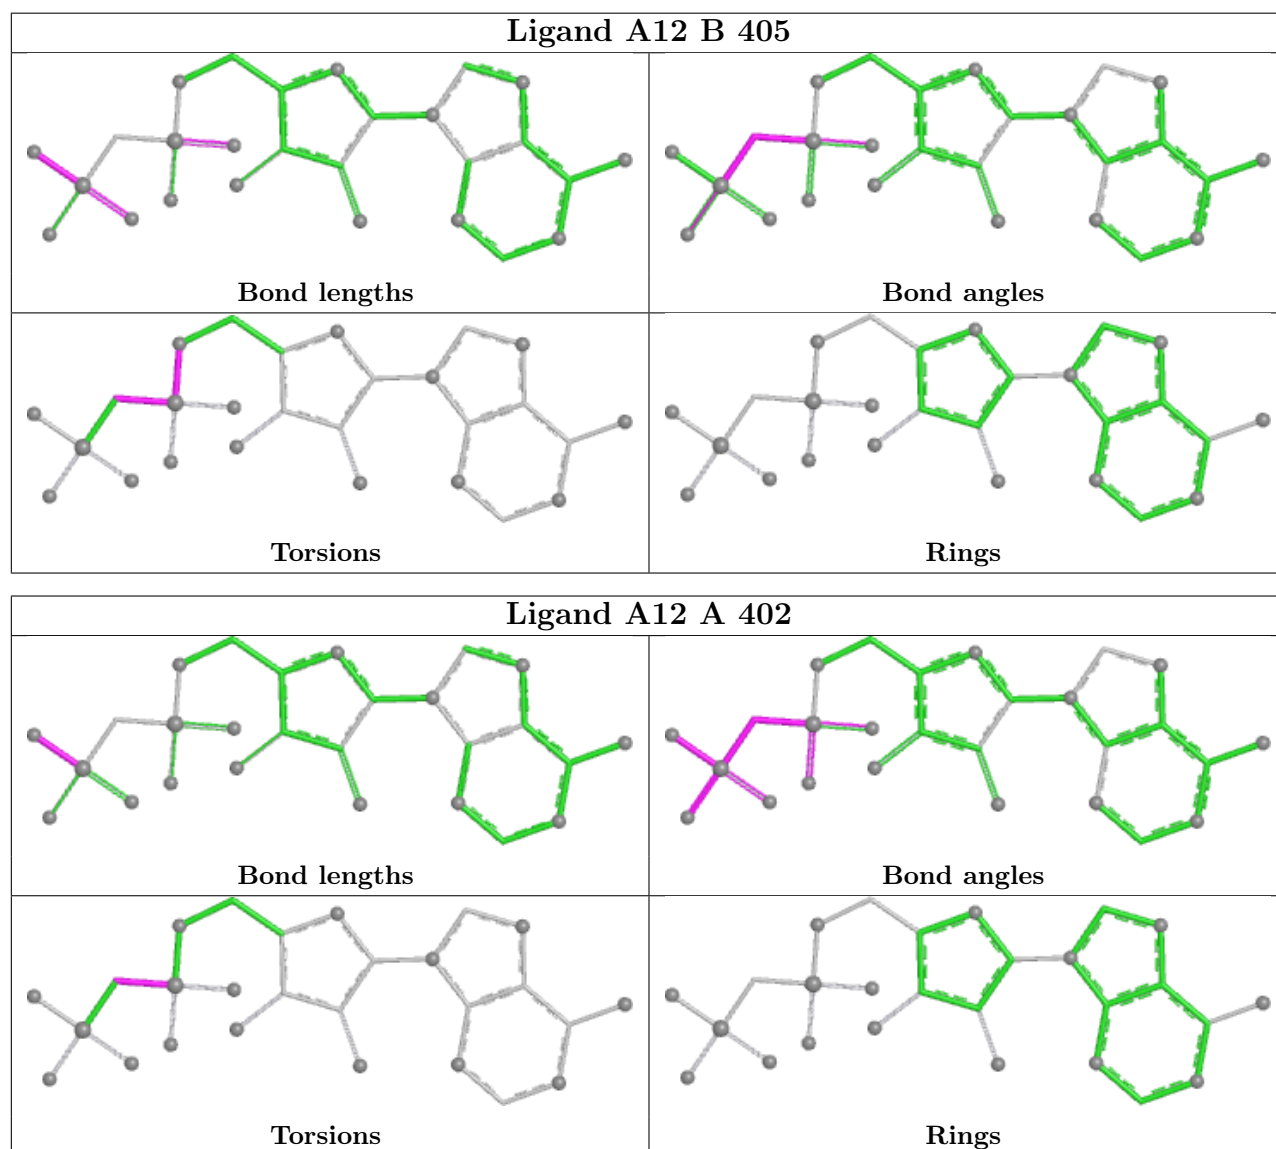 Ligand A12 B 405
Bond lengths
Bond angles
Torsions
Rings
Ligand A12 A 402
Bond lengths
Bond angles
Torsions
Rings